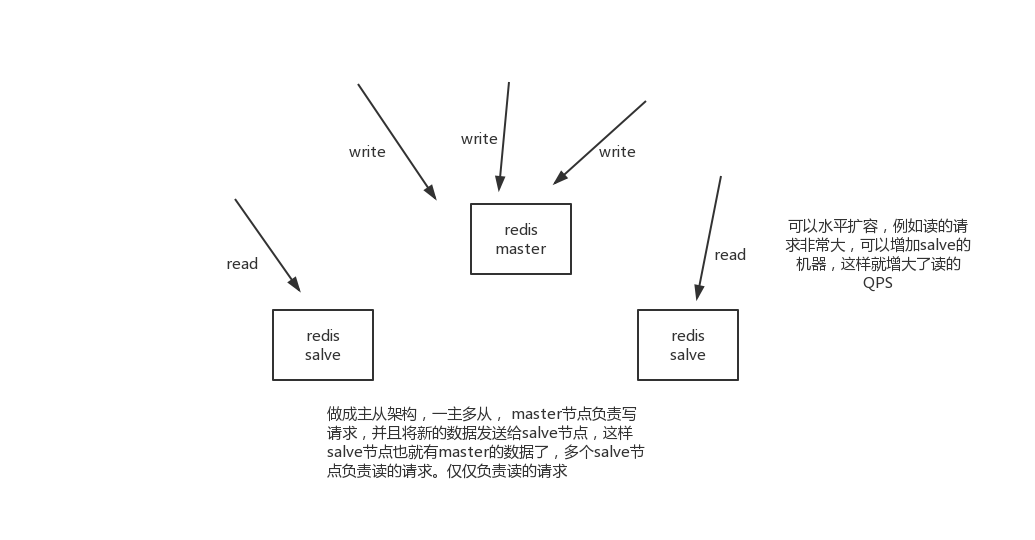 write
write
write
redis
master
read
read
可以水平扩容，例如读的请
求非常大，可以增加salve的
机器，这样就增大了读的
QPS
redis
salve
redis
salve
做成主从架构，一主多从， master节点负责写
请求，并且将新的数据发送给salve节点，这样
salve节点也就有master的数据了，多个salve节
点负责读的请求。仅仅负责读的请求